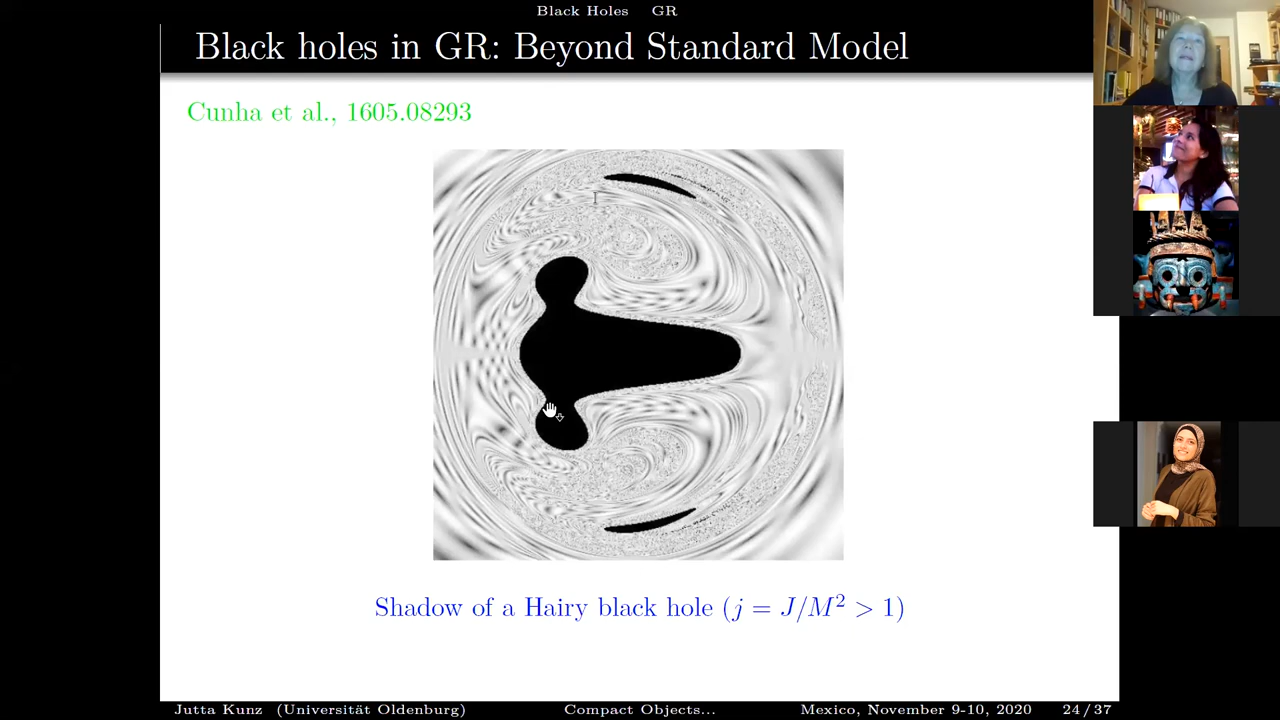 Black Holes GR
Black holes in GR: Beyond Standard Model
Cunha et al., 1605.08293
Shadow of a Hairy black hole (j = J/M² > 1)
Jutta Kunz (Universität Oldenburg) Compact Objects... Mexico, November 9-10, 2020 24/37